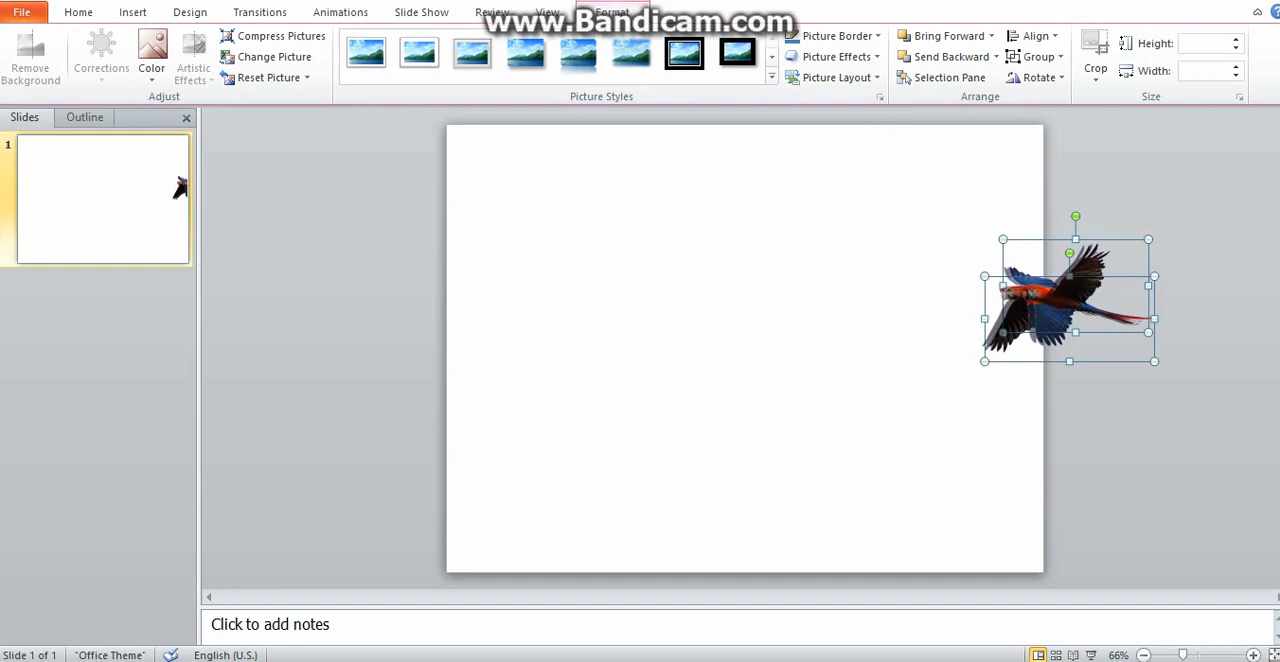 www.Bandicam.com
File Home Insert Design Transitions Animations Slide Show Review View Format
Remove Background
Corrections
Color
Artistic Effects
Compress Pictures
Change Picture
Reset Picture
Adjust
Picture Styles
Picture Border
Picture Effects
Picture Layout
Bring Forward
Send Backward
Selection Pane
Align
Group
Rotate
Arrange
Crop
Height:
Width:
Size
Slides Outline
1
Click to add notes
Slide 1 of 1 "Office Theme" English (U.S.) 66%